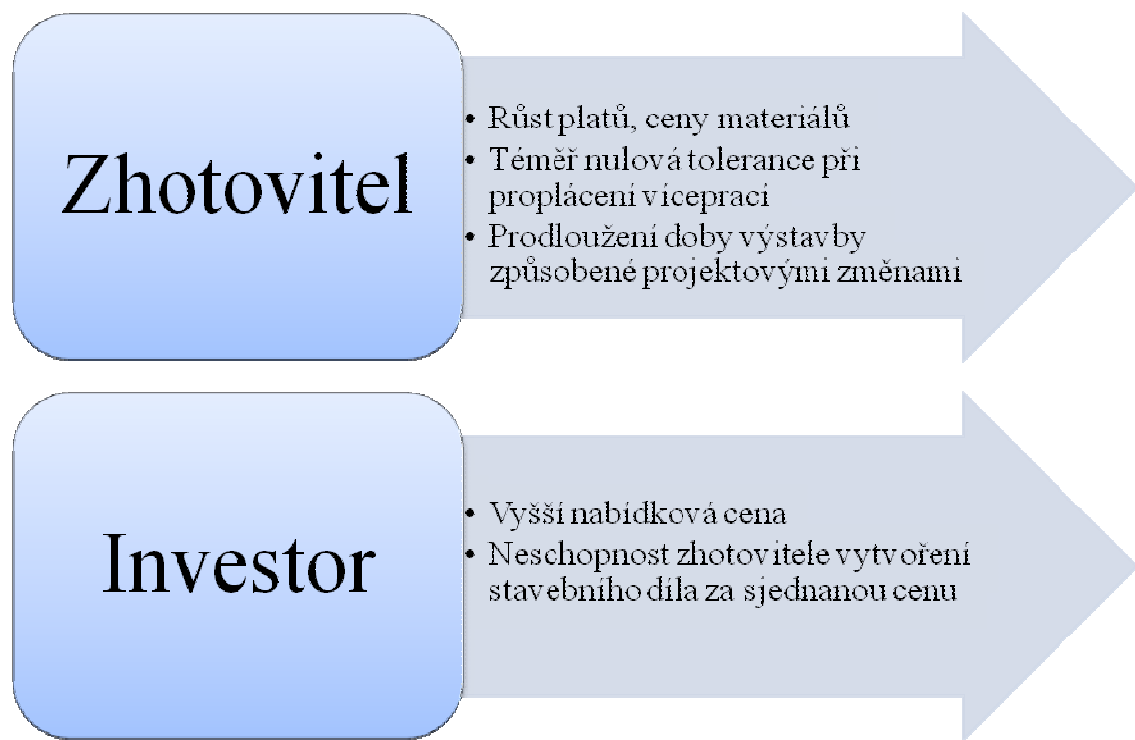 Zhotovitel
• Růst platů, ceny materiálů
• Téměř nulová tolerance při
proplácení víceprací
• Prodloužení doby výstavby
způsobené projektovými změnami
Investor
• Vyšší nabídková cena
• Neschopnost zhotovitele vytvoření
stavebního díla za sjednanou cenu